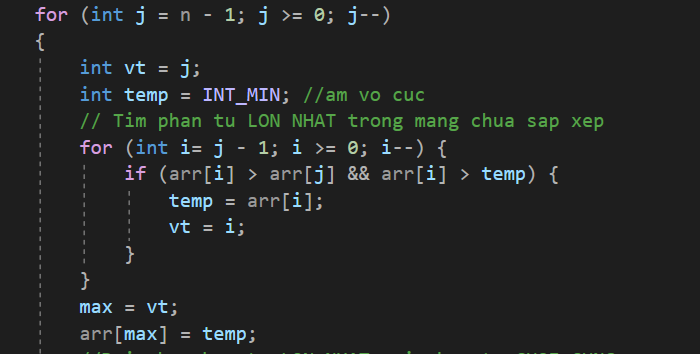 for (int j = n - 1; j >= 0; j--)
{
int vt = j;
int temp = INT_MIN; //am vo cuc
// Tim phan tu LON NHAT trong mang chua sap xep
for (int i= j - 1; i >= 0; i--) {
if (arr[i] > arr[j] && arr[i] > temp) {
temp = arr[i];
vt = i;
}
}
max = vt;
arr[max] = temp;